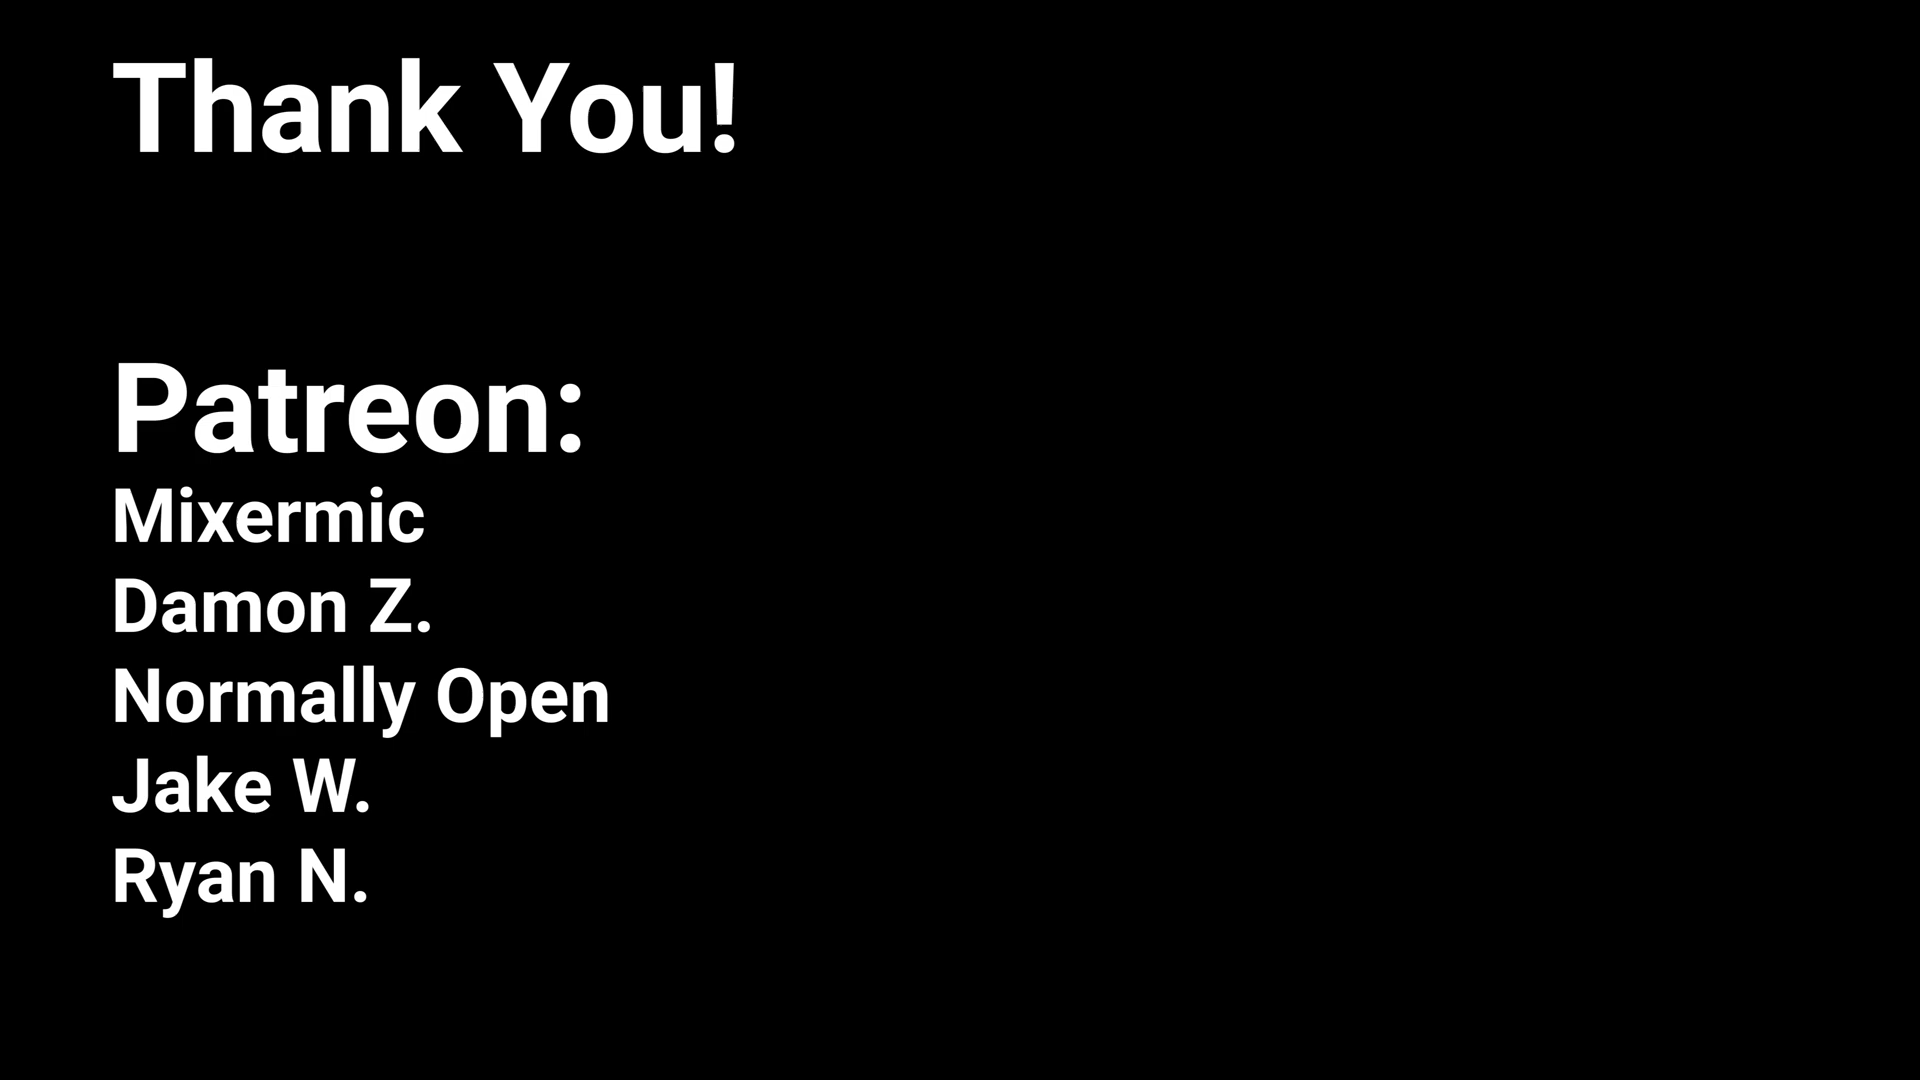 Thank You!
Patreon:
Mixermic
Damon Z.
Normally Open
Jake W.
Ryan N.